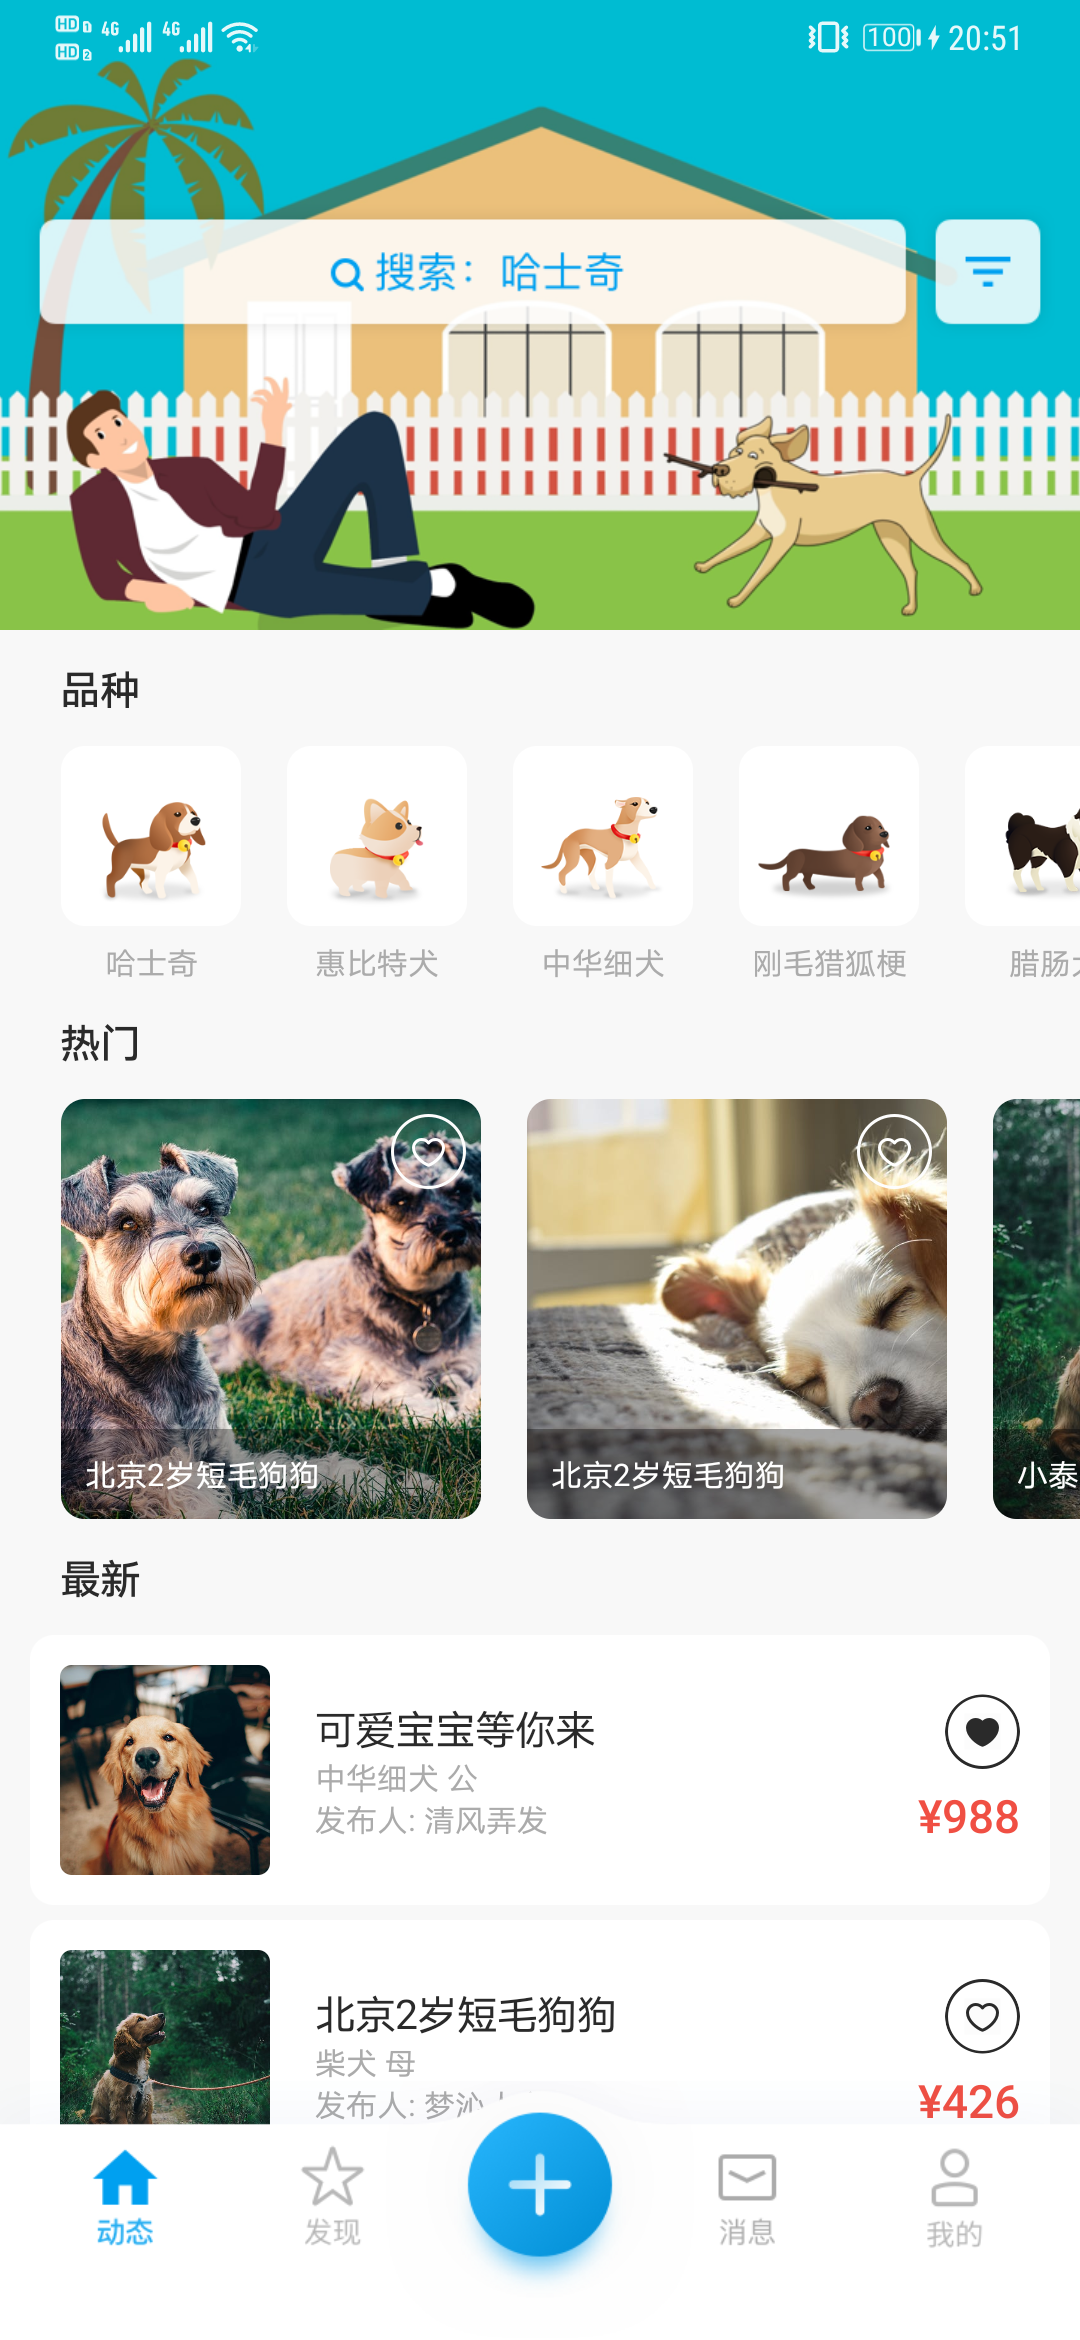 HD 1 4G 4G
HD 2
100 20:51
搜索：哈士奇
品种
哈士奇 惠比特犬 中华细犬 刚毛猎狐梗 腊肠
热门
北京2岁短毛狗狗 北京2岁短毛狗狗 小泰
最新
可爱宝宝等你来
中华细犬 公
发布人: 清风弄发
¥988
北京2岁短毛狗狗
柴犬 母
发布人: 梦沁
¥426
动态 发现 消息 我的